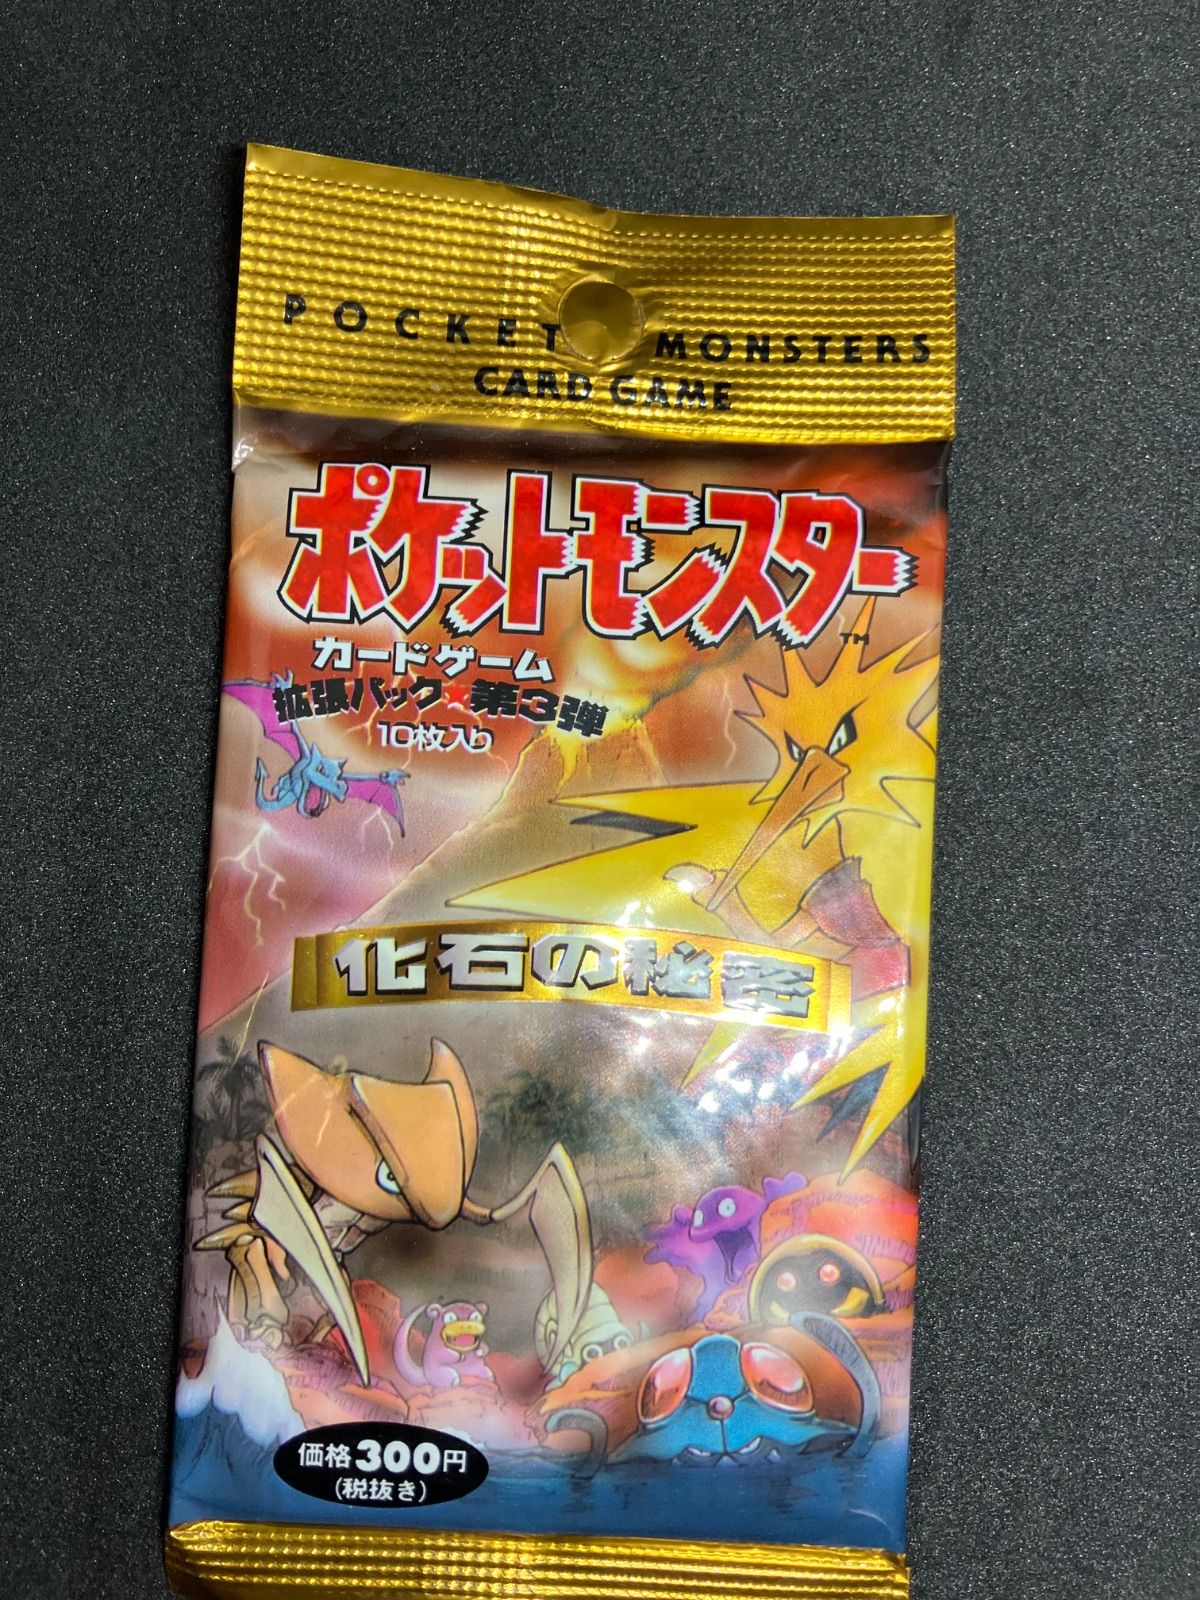 POCKET MONSTERS
CARD GAME
ポケットモンスター
TM
カードゲーム
拡張パック★第3弾
10枚入り
化石の秘密
価格300円
(税抜き)